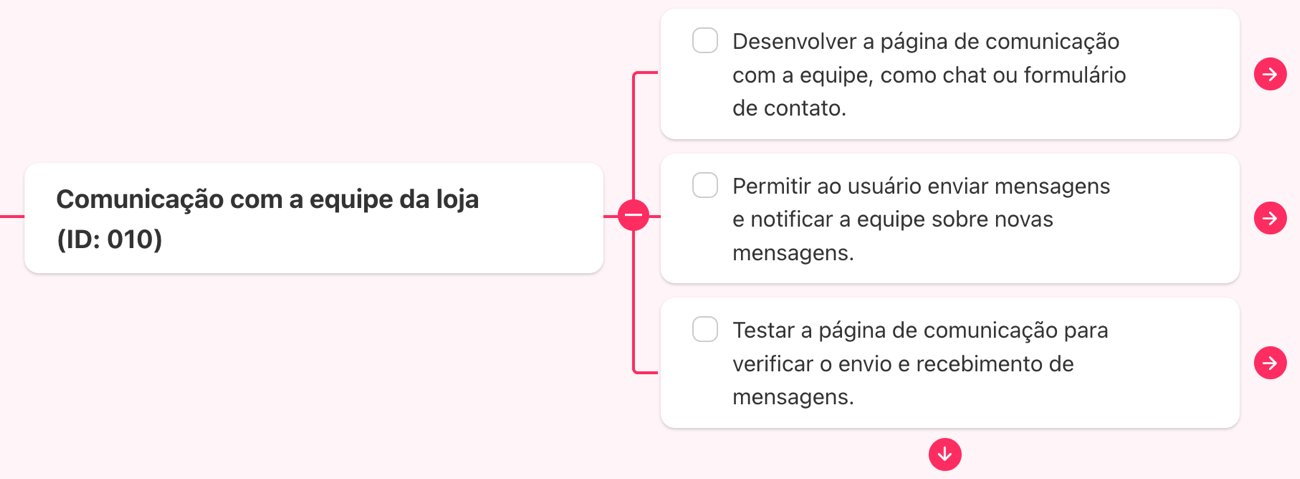 Comunicação com a equipe da loja
(ID: 010)
Desenvolver a página de comunicação
com a equipe, como chat ou formulário
de contato.
Permitir ao usuário enviar mensagens
e notificar a equipe sobre novas
mensagens.
Testar a página de comunicação para
verificar o envio e recebimento de
mensagens.